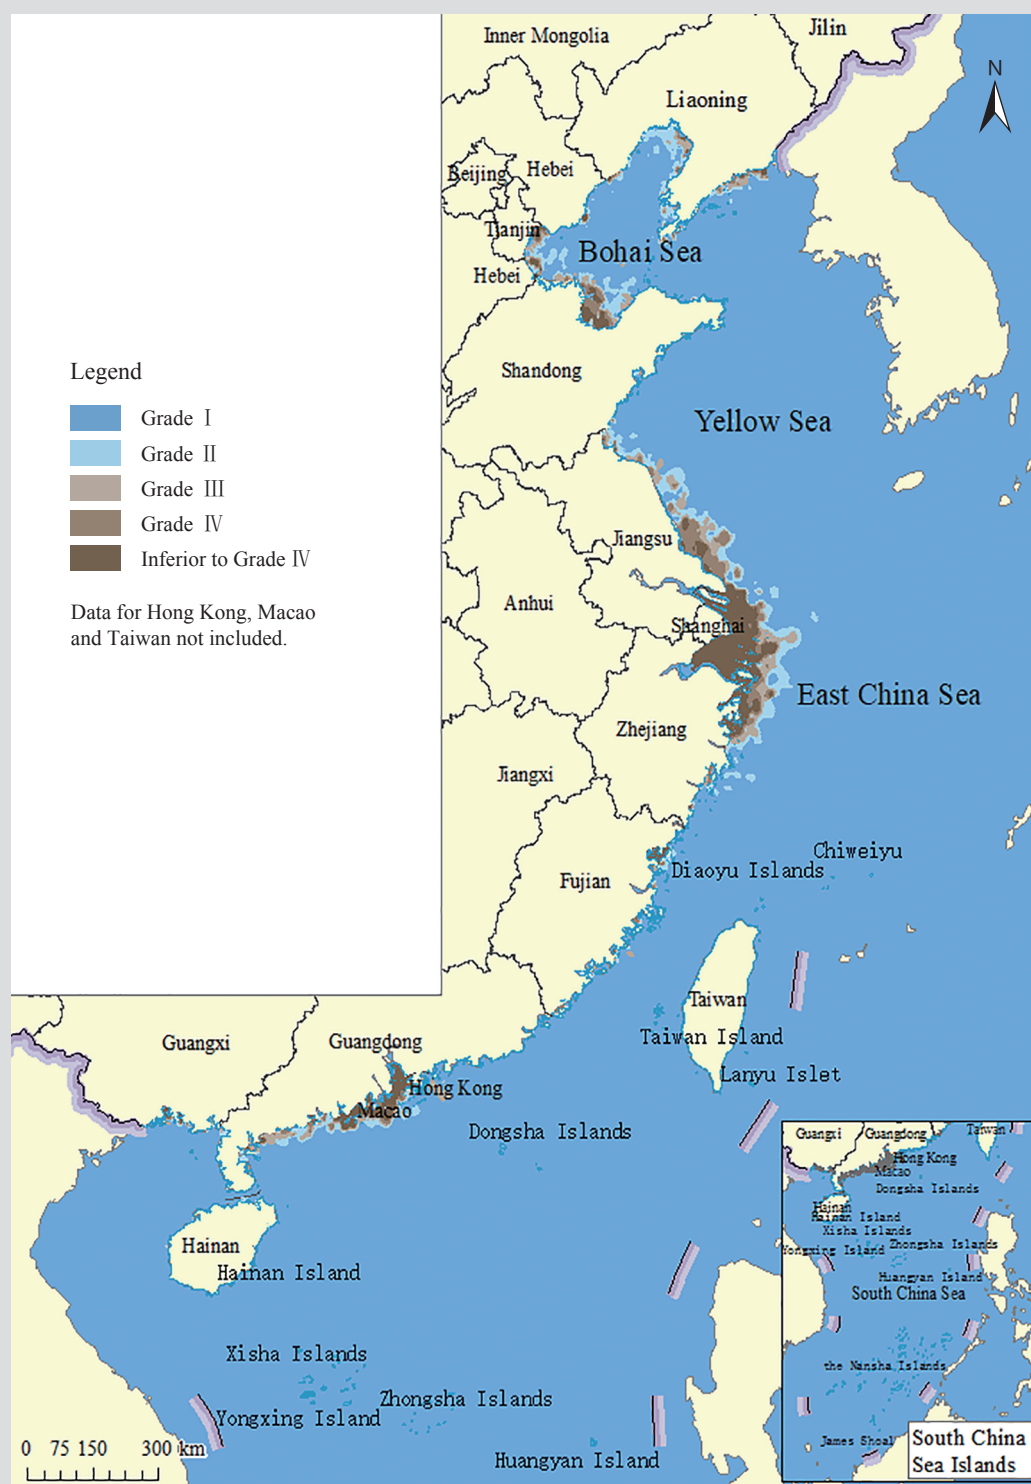 Inner Mongolia
Jilin
N
Liaoning
Beijing
Hebei
Tianjin
Bohai Sea
Hebei
Shandong
Legend
Grade Ⅰ
Grade Ⅱ
Grade Ⅲ
Grade Ⅳ
Inferior to Grade Ⅳ
Data for Hong Kong, Macao
and Taiwan not included.
Yellow Sea
Jiangsu
Anhui
Shanghai
East China Sea
Zhejiang
Jiangxi
Chiweiyu
Diaoyu Islands
Fujian
Taiwan
Taiwan Island
Lanyu Islet
Guangxi
Guangdong
Hong Kong
Macao
Dongsha Islands
Hainan
Hainan Island
Xisha Islands
Zhongsha Islands
Yongxing Island
Huangyan Island
0 75 150 300 km
Guangxi
Guangdong
Taiwan
Hong Kong
Macao
Dongsha Islands
Hainan
Hainan Island
Xisha Islands
Zhongsha Islands
Yongxing Island
Huangyan Island
South China Sea
the Nansha Islands
James Shoal
South China
Sea Islands